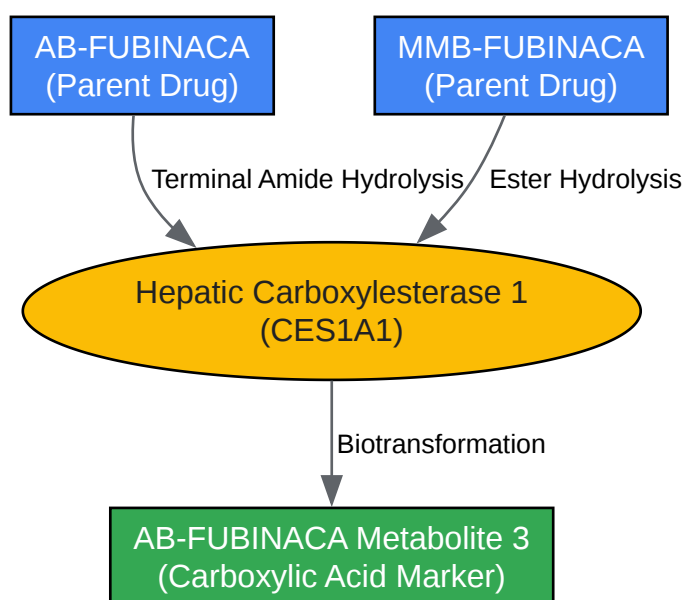 AB-FUBINACA
(Parent Drug)
MMB-FUBINACA
(Parent Drug)
Terminal Amide Hydrolysis
Ester Hydrolysis
Hepatic Carboxylesterase 1
(CES1A1)
Biotransformation
AB-FUBINACA Metabolite 3
(Carboxylic Acid Marker)